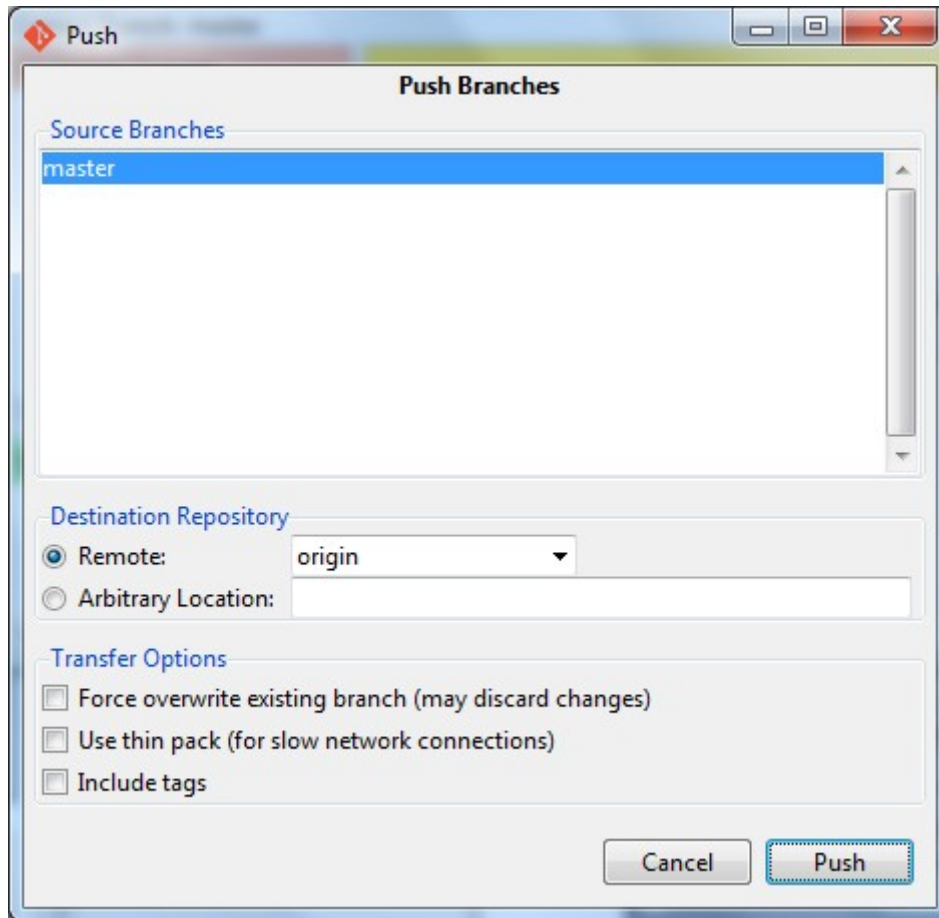 Push
Push Branches
Source Branches
master
Destination Repository
Remote: origin
Arbitrary Location:
Transfer Options
Force overwrite existing branch (may discard changes)
Use thin pack (for slow network connections)
Include tags
Cancel Push